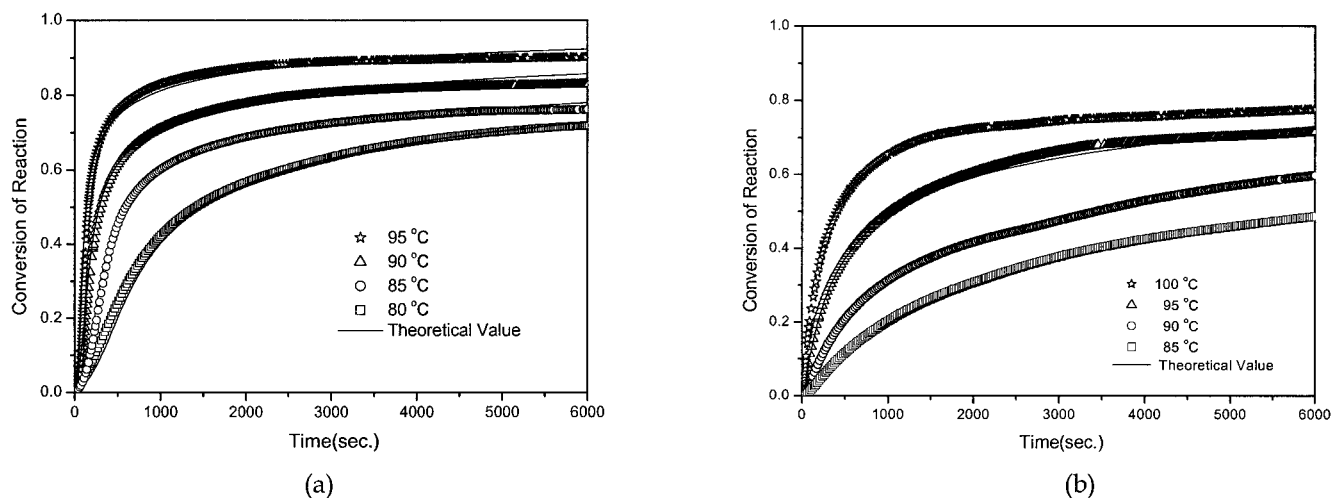 1.0
0.8
0.6
0.4
0.2
0.0
Conversion of Reaction
95 °C
90 °C
85 °C
80 °C
Theoretical Value
0 1000 2000 3000 4000 5000 6000
Time(sec.)
(a)
1.0
0.8
0.6
0.4
0.2
0.0
Conversion of Reaction
100 °C
95 °C
90 °C
85 °C
Theoretical Value
0 1000 2000 3000 4000 5000 6000
Time(sec.)
(b)